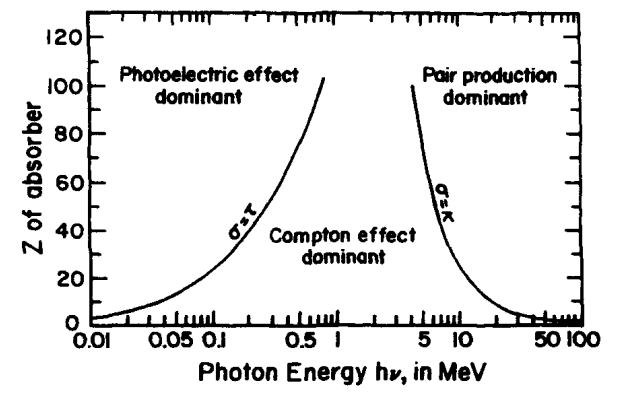 120
100
80
60
40
20
0
Z of absorber
Photoelectric effect
dominant
Pair production
dominant
σ=τ
σ=κ
Compton effect
dominant
0.01 0.05 0.1 0.5 1 5 10 50 100
Photon Energy hν, in MeV